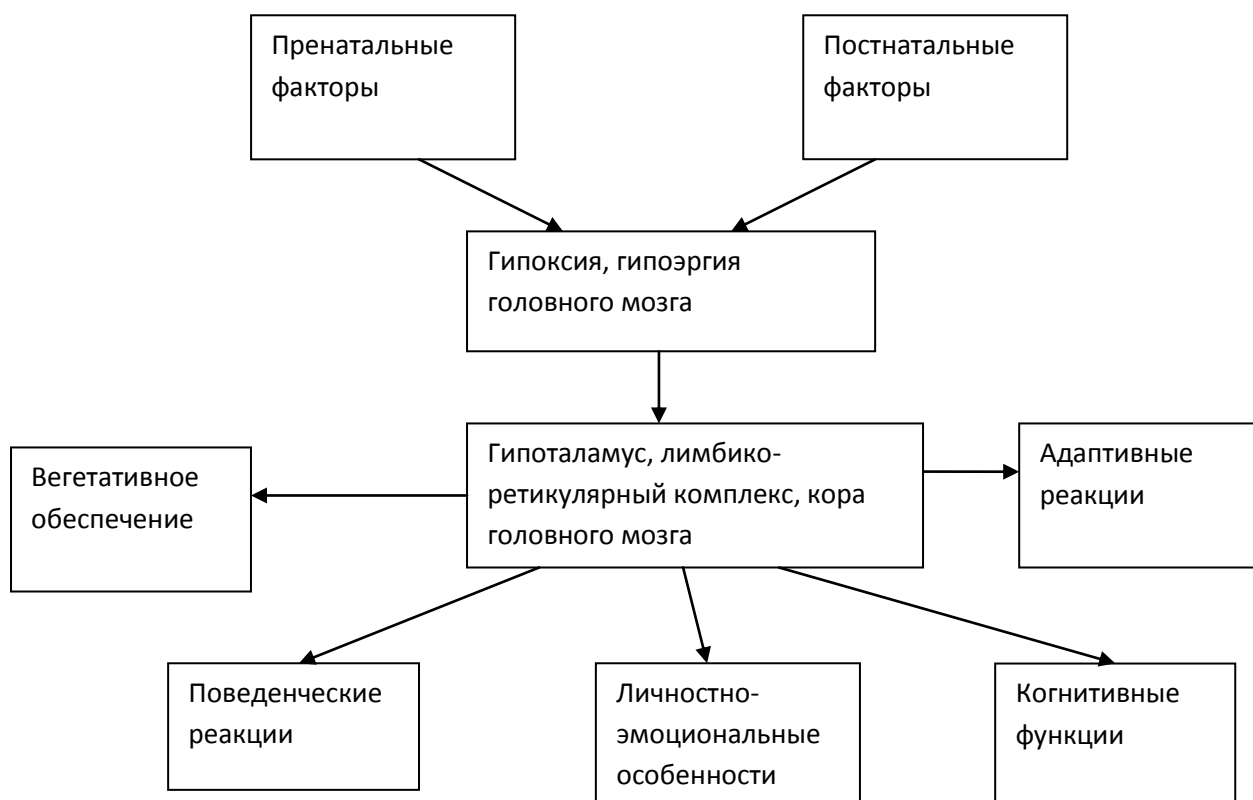 Пренатальные
факторы
Постнатальные
факторы
Гипоксия, гипоэргия
головного мозга
Вегетативное
обеспечение
Гипоталамус, лимбико-
ретикулярный комплекс, кора
головного мозга
Адаптивные
реакции
Поведенческие
реакции
Личностно-
эмоциональные
особенности
Когнитивные
функции